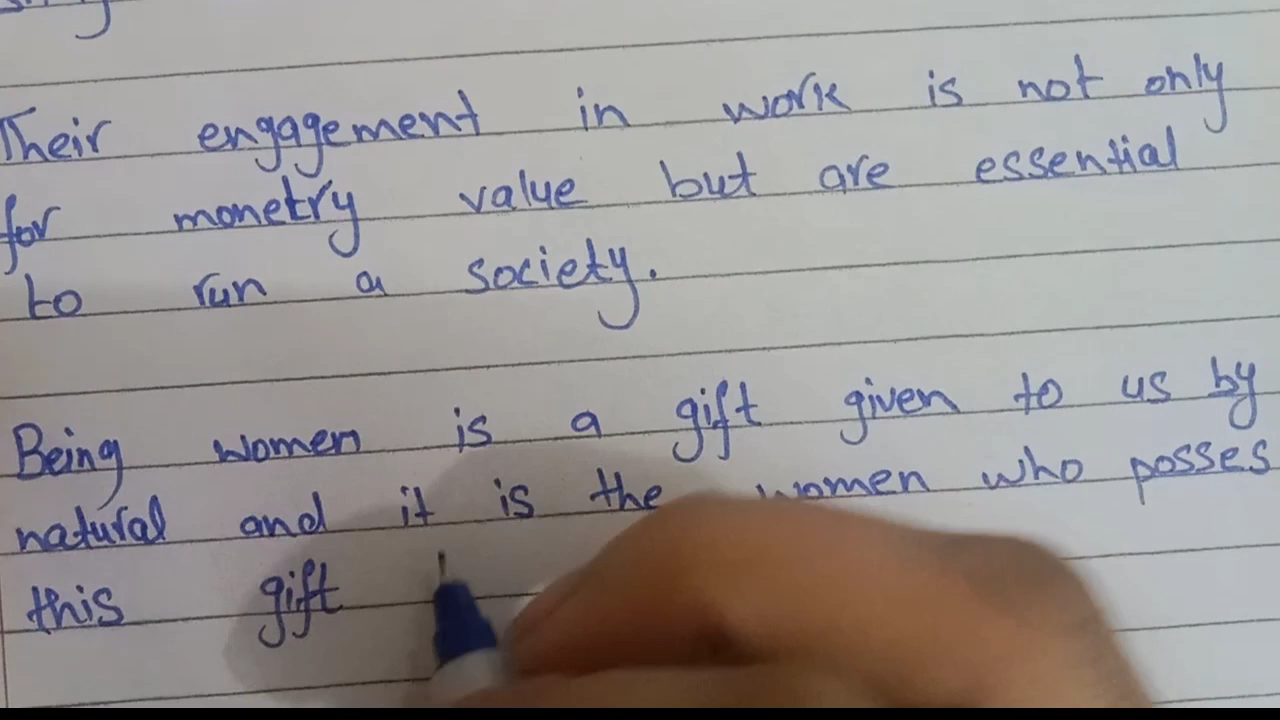 Their engagement in work is not only
for monetry value but are essential
to run a society.
Being women is a gift given to us by
natural and it is the women who posses
this gift